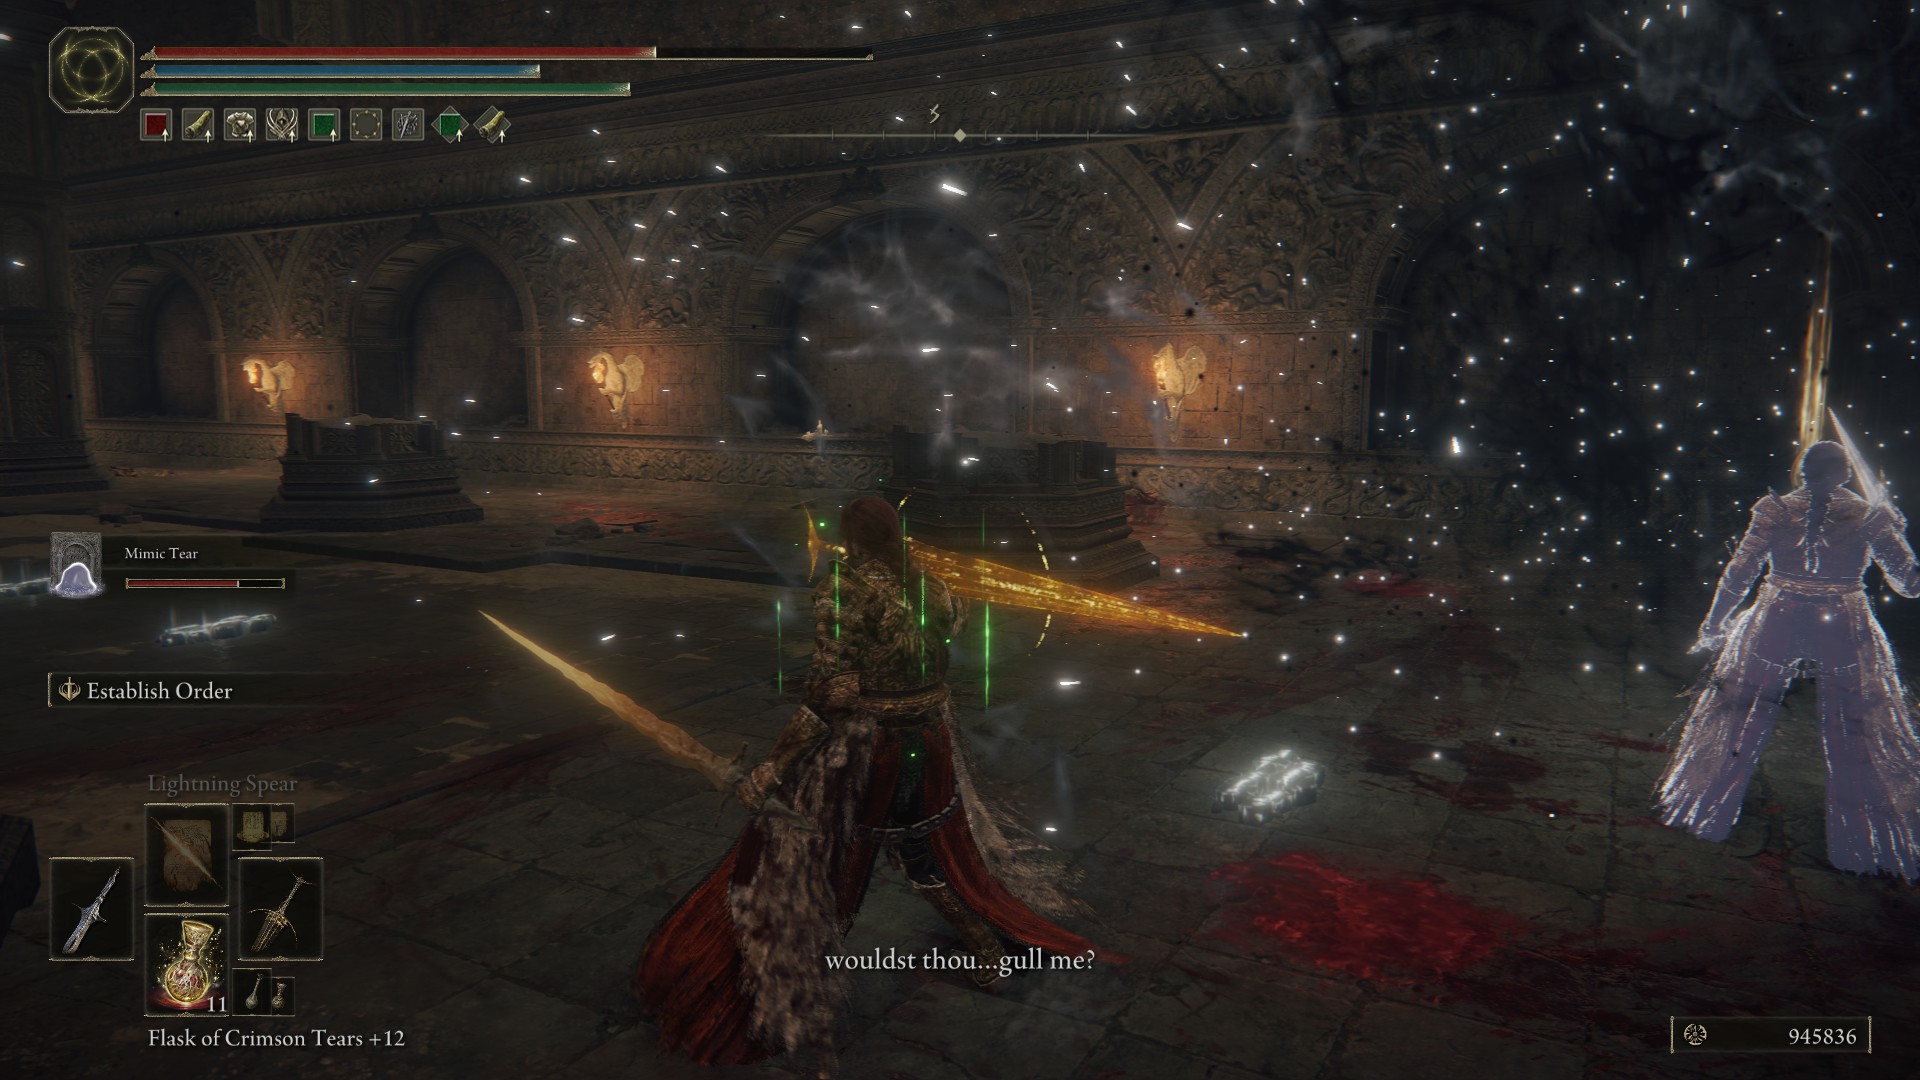 Mimic Tear
Establish Order
Lightning Spear
11
Flask of Crimson Tears +12
wouldst thou...gull me?
945836